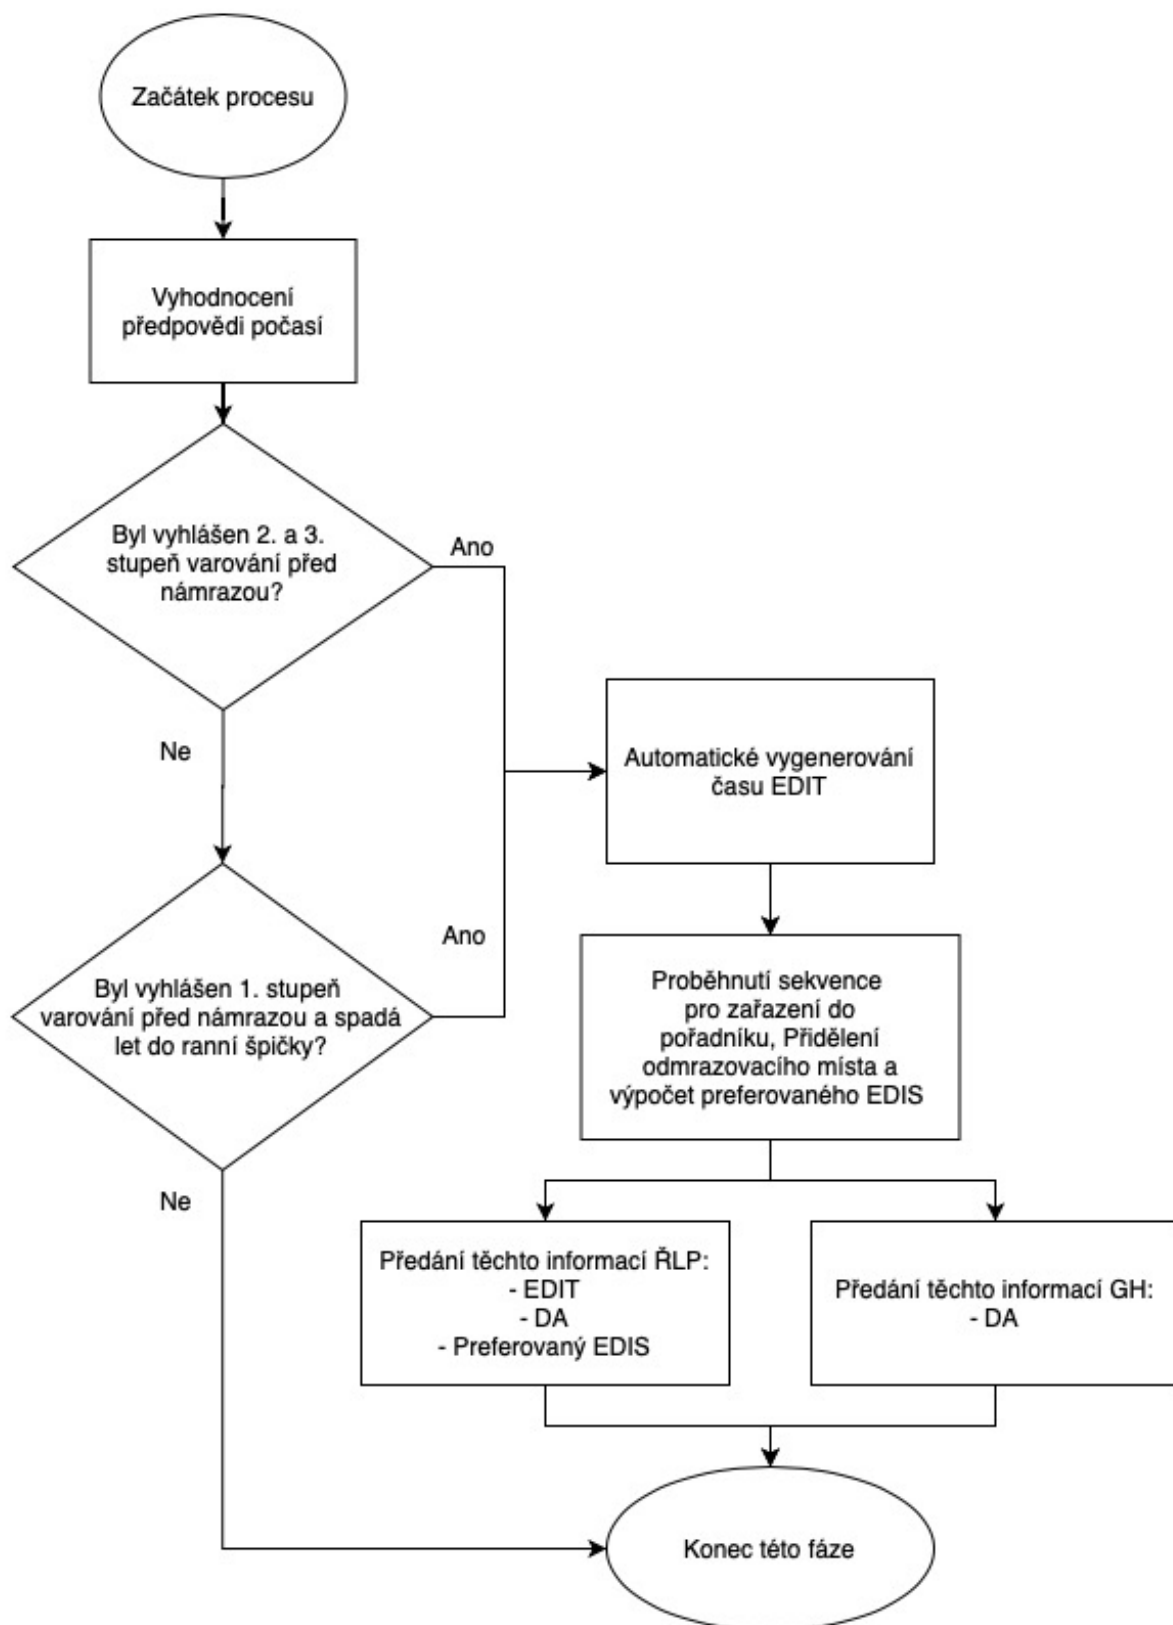 Začátek procesu
Vyhodnocení
předpovědi počasí
Byl vyhlášen 2. a 3.
stupeň varování před
námrazou?
Ano
Ne
Automatické vygenerování
času EDIT
Byl vyhlášen 1. stupeň
varování před námrazou a spadá
let do ranní špičky?
Ano
Ne
Proběhnutí sekvence
pro zařazení do
pořadníku, Přidělení
odmrazovacího místa a
výpočet preferovaného EDIS
Předání těchto informací ŘLP:
- EDIT
- DA
- Preferovaný EDIS
Předání těchto informací GH:
- DA
Konec této fáze